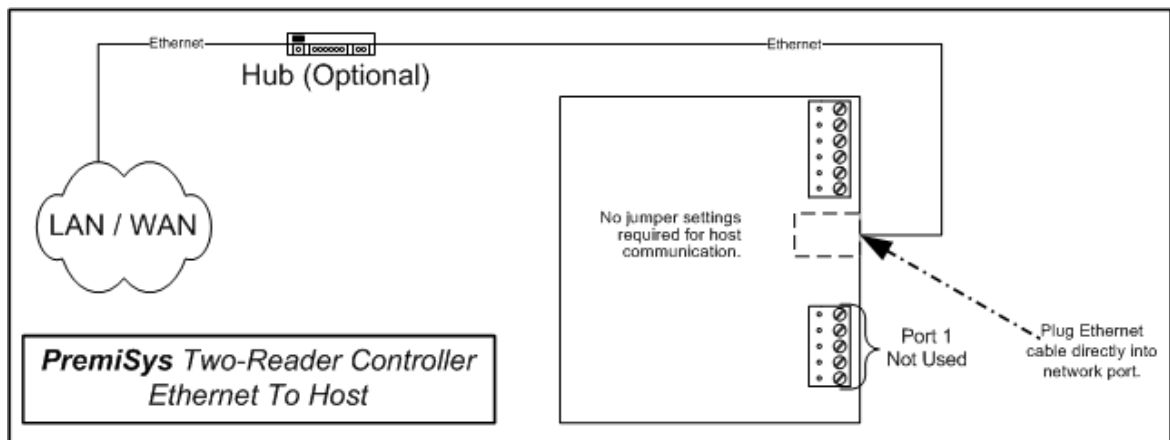 Ethernet
Ethernet
Hub (Optional)
LAN / WAN
No jumper settings
required for host
communication.
Port 1
Not Used
Plug Ethernet
cable directly into
network port.
PremiSys Two-Reader Controller
Ethernet To Host